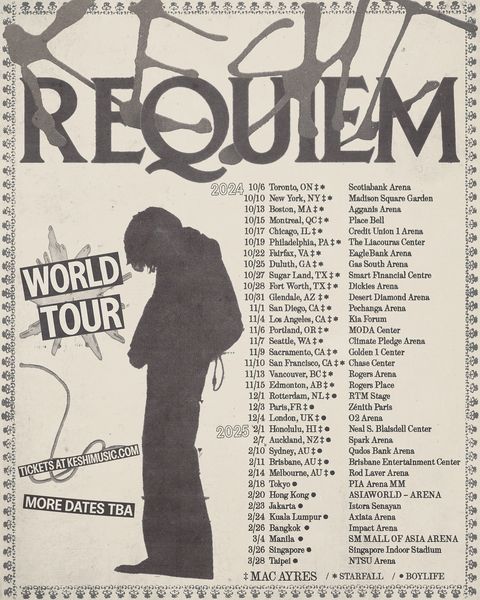 KESHI
REQUIEM
WORLD
TOUR
TICKETS AT KESHIMUSIC.COM
MORE DATES TBA
2024 10/6 Toronto, ON ‡ * Scotiabank Arena
10/10 New York, NY ‡ * Madison Square Garden
10/13 Boston, MA ‡ * Agganis Arena
10/15 Montreal, QC ‡ * Place Bell
10/17 Chicago, IL ‡ * Credit Union 1 Arena
10/19 Philadelphia, PA ‡ * The Liacouras Center
10/22 Fairfax, VA ‡ * EagleBank Arena
10/25 Duluth, GA ‡ * Gas South Arena
10/27 Sugar Land, TX ‡ * Smart Financial Centre
10/28 Fort Worth, TX ‡ * Dickies Arena
10/31 Glendale, AZ ‡ * Desert Diamond Arena
11/1 San Diego, CA ‡ * Pechanga Arena
11/4 Los Angeles, CA ‡ * Kia Forum
11/6 Portland, OR ‡ * MODA Center
11/7 Seattle, WA ‡ * Climate Pledge Arena
11/9 Sacramento, CA ‡ * Golden 1 Center
11/10 San Francisco, CA ‡ * Chase Center
11/13 Vancouver, BC ‡ * Rogers Arena
11/15 Edmonton, AB ‡ * Rogers Place
12/1 Rotterdam, NL ‡ ● RTM Stage
12/3 Paris, FR ‡ ● Zénith Paris
12/4 London, UK ‡ ● O2 Arena
2025 2/1 Honolulu, HI ‡ ● Neal S. Blaisdell Center
2/7 Auckland, NZ ‡ ● Spark Arena
2/10 Sydney, AU ‡ ● Qudos Bank Arena
2/11 Brisbane, AU ‡ ● Brisbane Entertainment Center
2/14 Melbourne, AU ‡ ● Rod Laver Arena
2/18 Tokyo ● PIA Arena MM
2/20 Hong Kong ● ASIAWORLD – ARENA
2/23 Jakarta ● Istora Senayan
2/24 Kuala Lumpur ● Axiata Arena
2/26 Bangkok ● Impact Arena
3/4 Manila ● SM MALL OF ASIA ARENA
3/26 Singapore ● Singapore Indoor Stadium
3/28 Taipei ● NTSU Arena
‡ MAC AYRES / * STARFALL / ● BOYLIFE